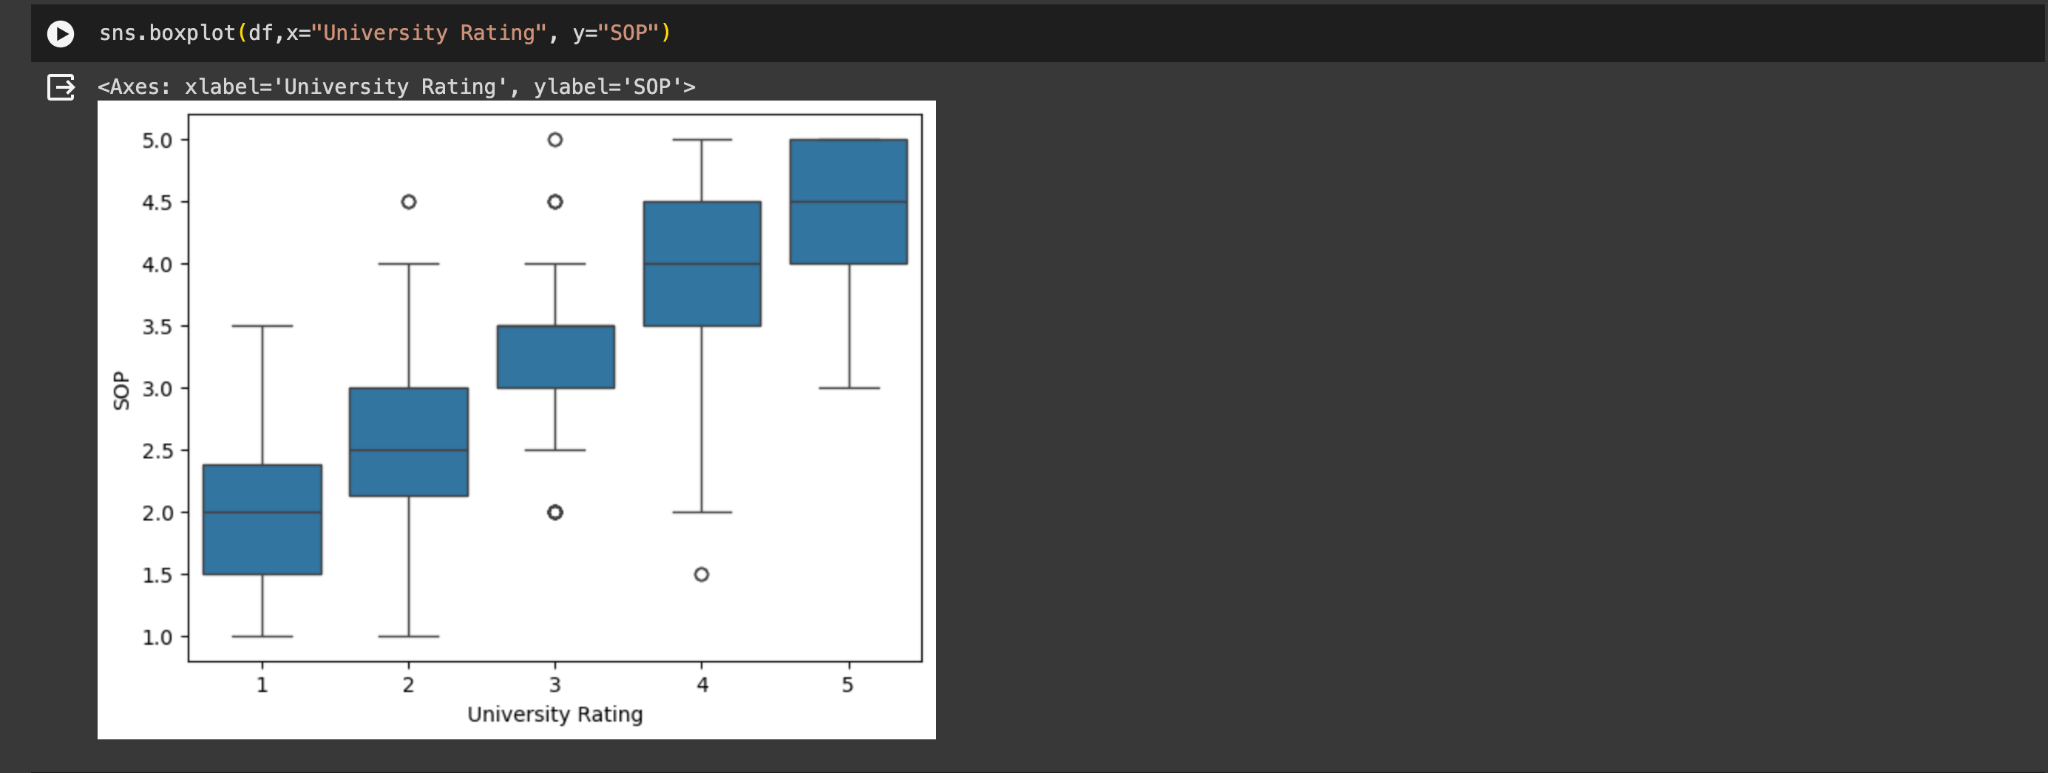 sns.boxplot(df,x="University Rating", y="SOP")
<Axes: xlabel='University Rating', ylabel='SOP'>
5.0
4.5
4.0
3.5
3.0
2.5
2.0
1.5
1.0
SOP
1 2 3 4 5
University Rating